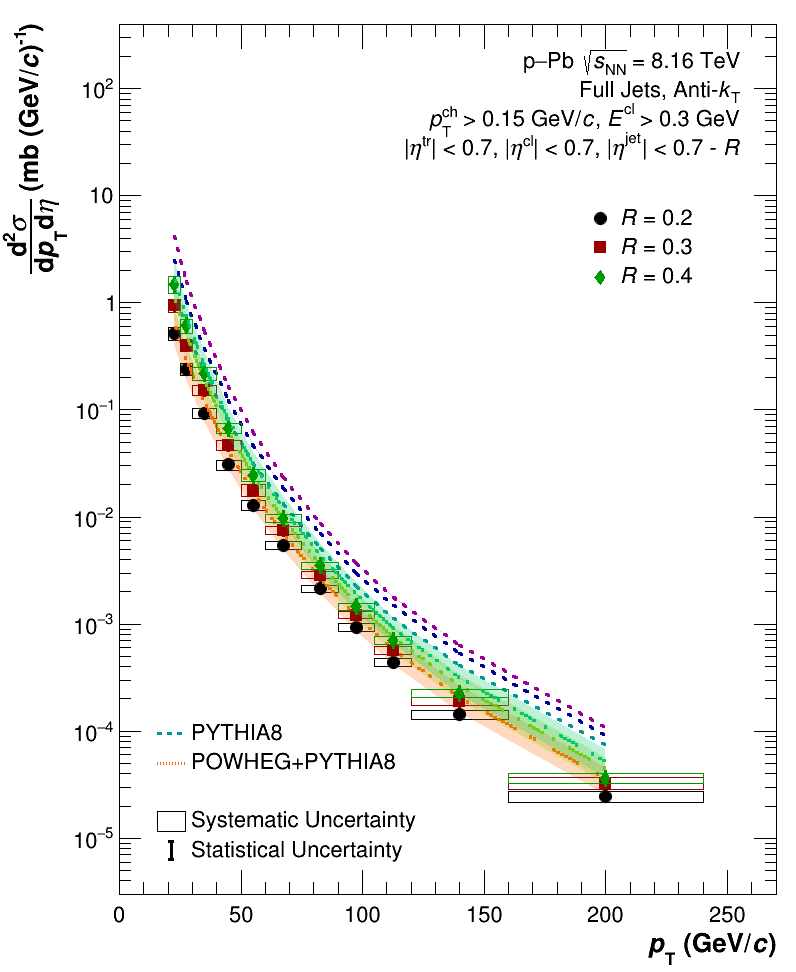 p–Pb √sNN = 8.16 TeV
Full Jets, Anti-kT
pTch > 0.15 GeV/c, Ecl > 0.3 GeV
|ηtr| < 0.7, |ηcl| < 0.7, |ηjet| < 0.7 - R
d2σ
dpTdη
(mb (GeV/c)-1)
R = 0.2
R = 0.3
R = 0.4
102
10
1
10−1
10−2
10−3
10−4
10−5
PYTHIA8
POWHEG+PYTHIA8
Systematic Uncertainty
Statistical Uncertainty
0 50 100 150 200 250
pT (GeV/c)